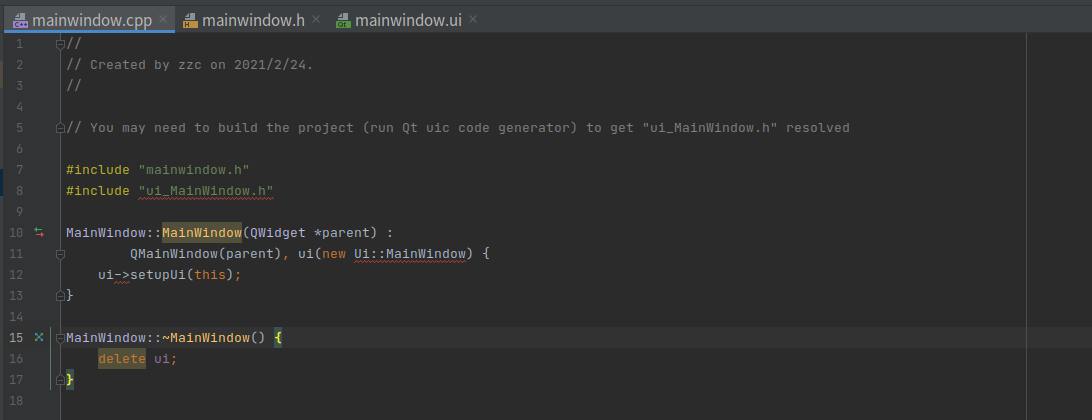 mainwindow.cpp × mainwindow.h × mainwindow.ui ×
1 //
2 // Created by zzc on 2021/2/24.
3 //
4
5 // You may need to build the project (run Qt uic code generator) to get "ui_MainWindow.h" resolved
6
7 #include "mainwindow.h"
8 #include "ui_MainWindow.h"
9
10 MainWindow::MainWindow(QWidget *parent) :
11         QMainWindow(parent), ui(new Ui::MainWindow) {
12     ui->setupUi(this);
13 }
14
15 MainWindow::~MainWindow() {
16     delete ui;
17 }
18